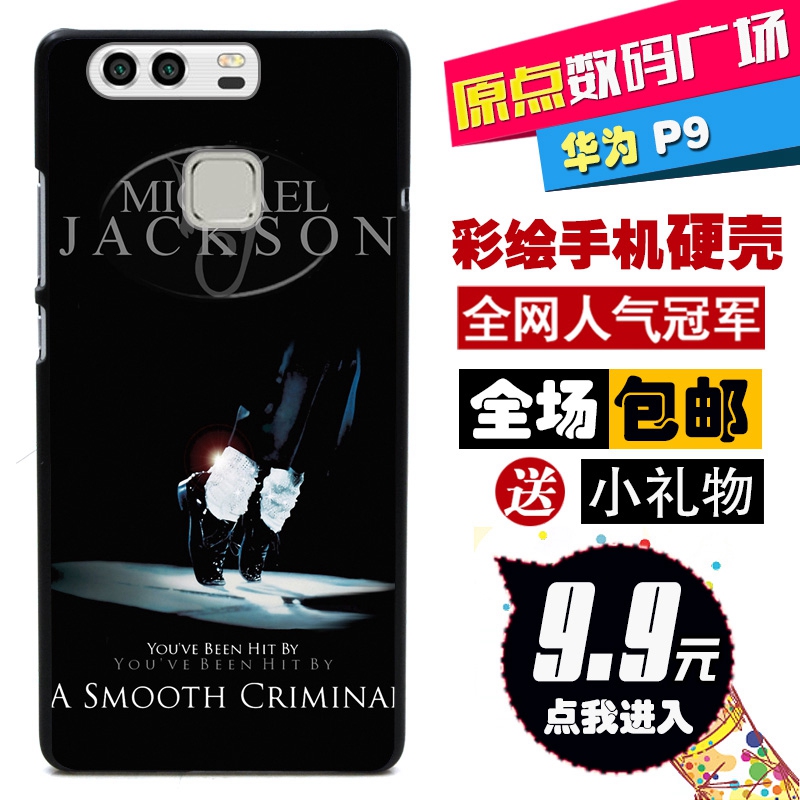 原点数码广场
华为 P9
彩绘手机硬壳
全网人气冠军
全场包邮
送 小礼物
9.9元
点我进入
MICHAEL
JACKSON
YOU'VE BEEN HIT BY
YOU'VE BEEN HIT BY
A SMOOTH CRIMINAL